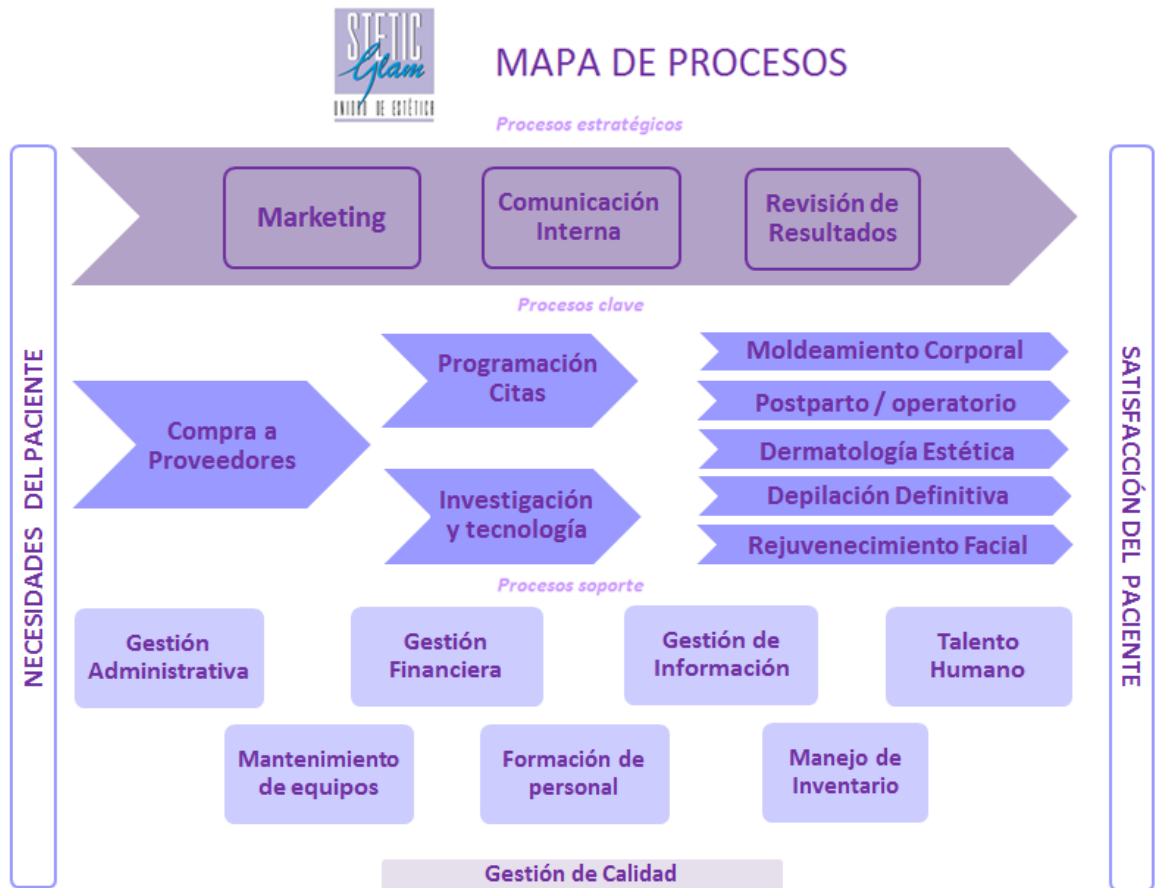 STETIC
Glam
UNIDAD DE ESTÉTICA
MAPA DE PROCESOS
Procesos estratégicos
NECESIDADES DEL PACIENTE
Marketing
Comunicación
Interna
Revisión de
Resultados
Procesos clave
Compra a
Proveedores
Programación
Citas
Investigación
y tecnología
Moldeamiento Corporal
Postparto / operatorio
Dermatología Estética
Depilación Definitiva
Rejuvenecimiento Facial
Procesos soporte
Gestión
Administrativa
Gestión
Financiera
Gestión de
Información
Talento
Humano
Mantenimiento
de equipos
Formación de
personal
Manejo de
Inventario
Gestión de Calidad
SATISFACCIÓN DEL PACIENTE